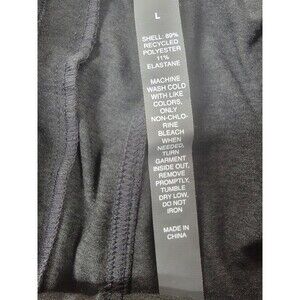 L
SHELL: 89%
RECYCLED
POLYESTER
11%
ELASTANE
MACHINE
WASH COLD
WITH LIKE
COLORS,
ONLY
NON-CHLO-
RINE
BLEACH
WHEN
NEEDED,
TURN
GARMENT
INSIDE OUT,
REMOVE
PROMPTLY,
TUMBLE
DRY LOW,
DO NOT
IRON
MADE IN
CHINA